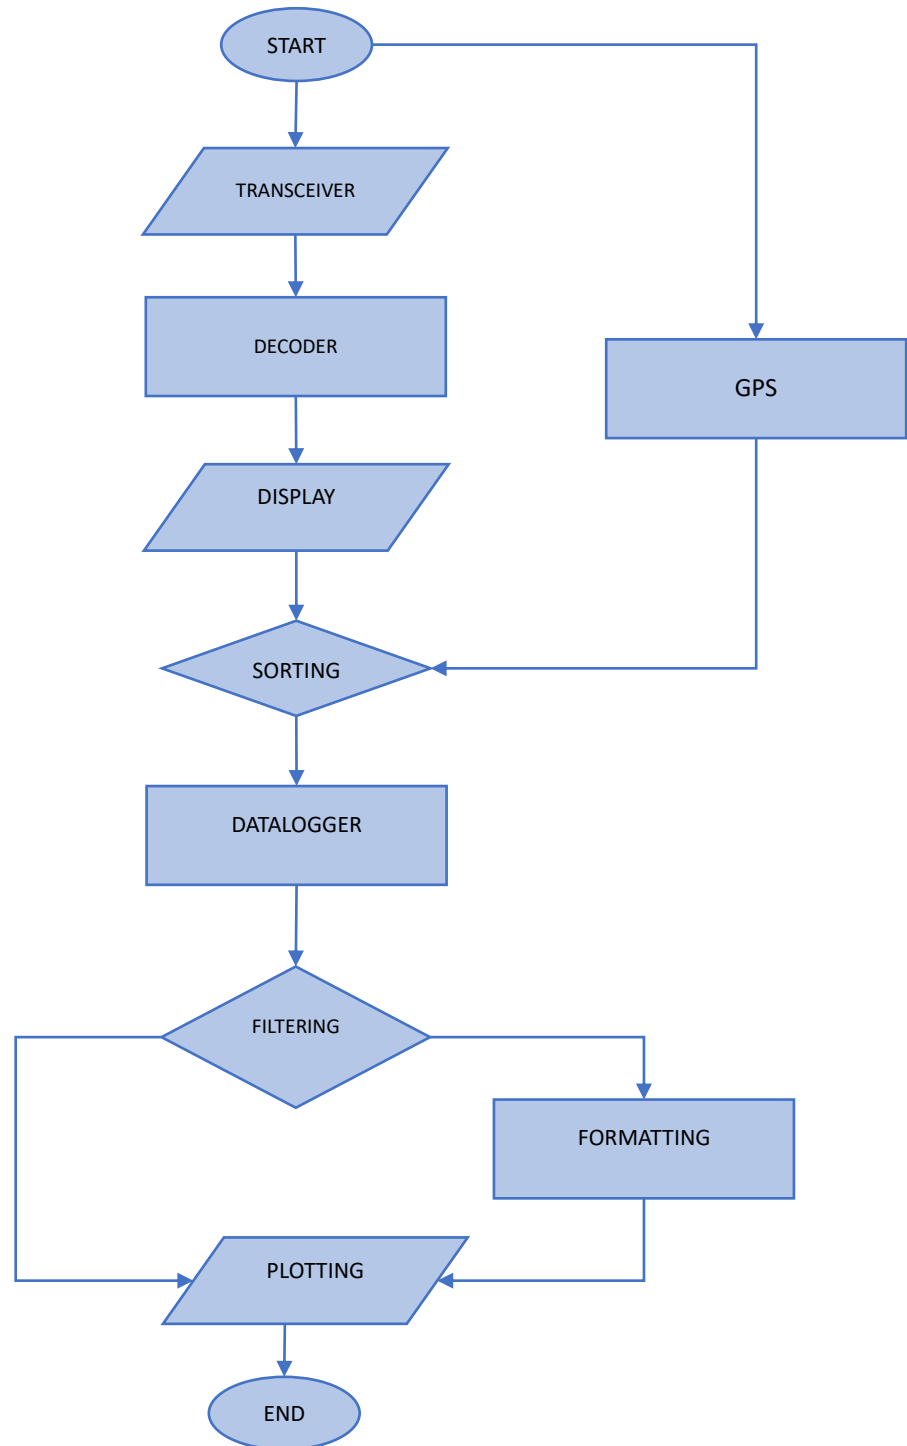 START
TRANSCEIVER
DECODER
GPS
DISPLAY
SORTING
DATALOGGER
FILTERING
FORMATTING
PLOTTING
END